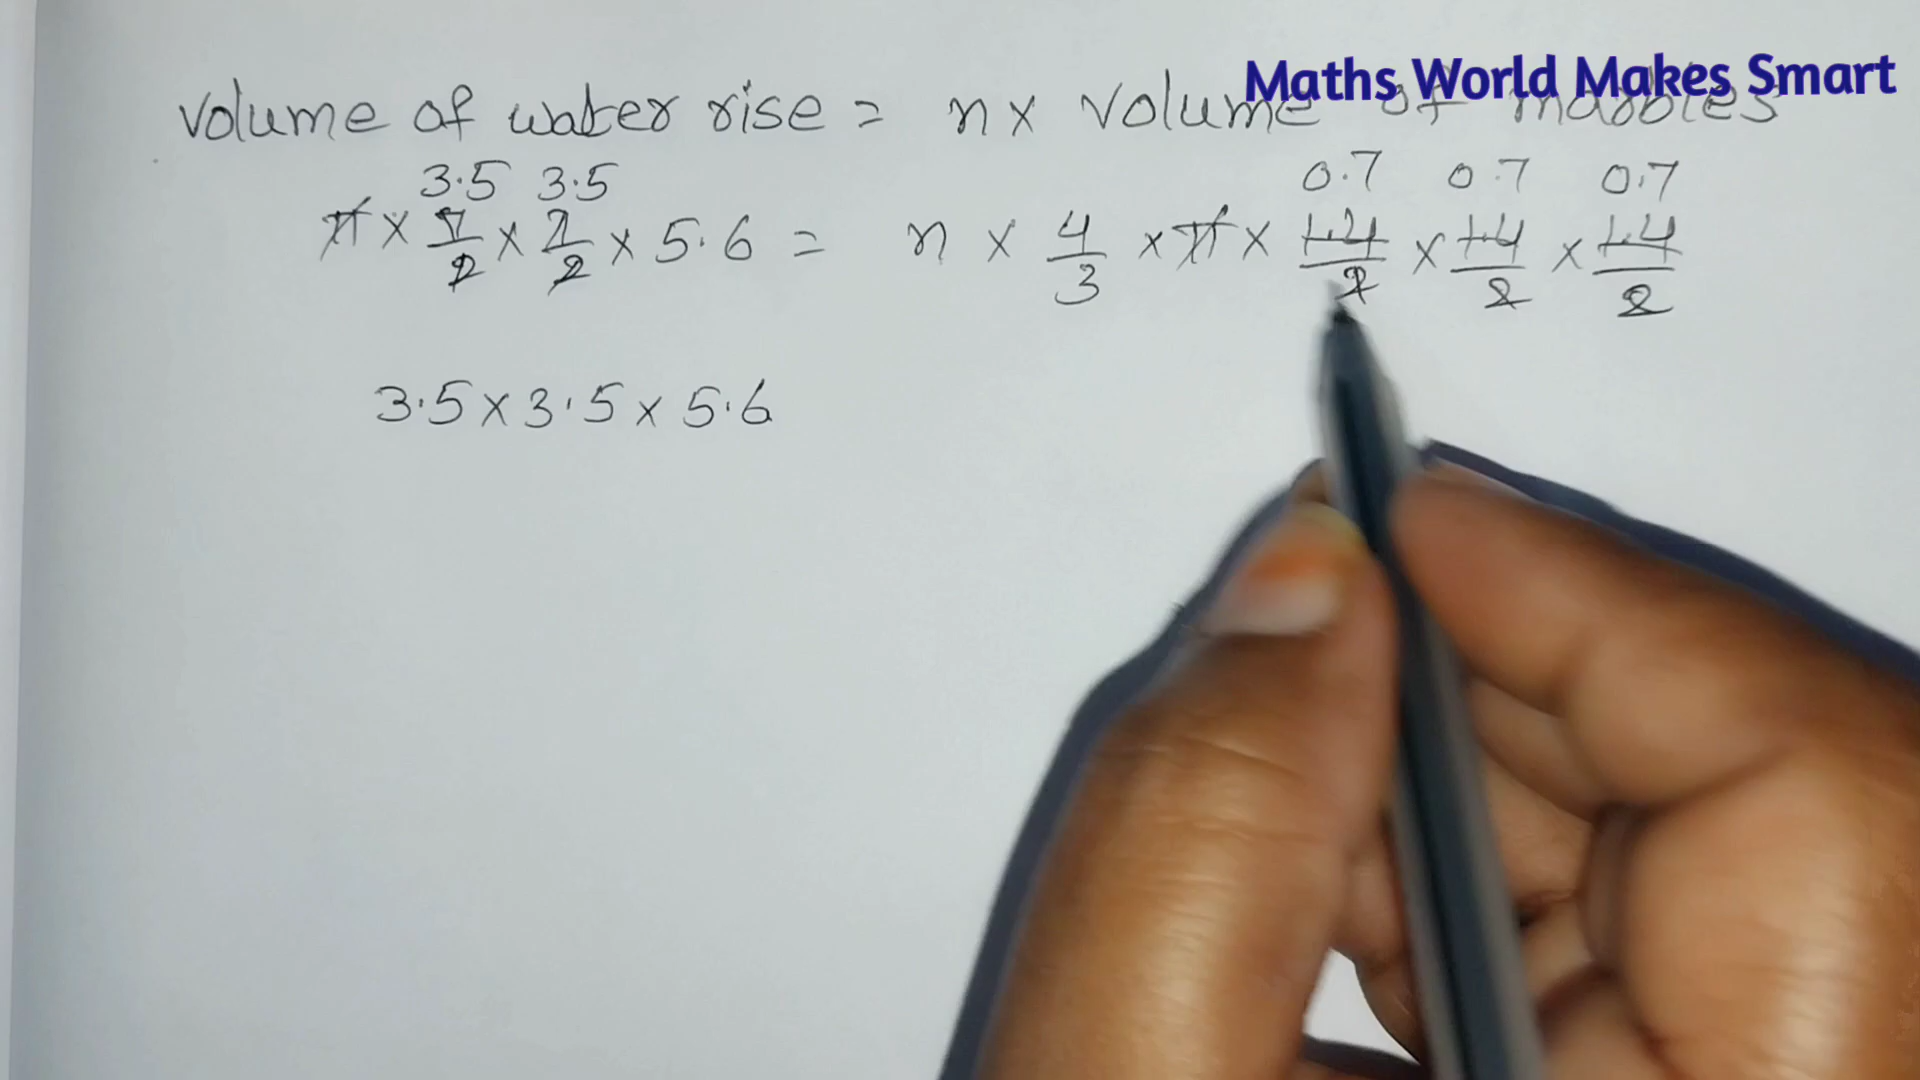 Maths World Makes Smart
Volume of water rise = n x Volume of marbles
3.5 3.5 0.7 0.7 0.7
π x 7/2 x 7/2 x 5.6 = n x 4/3 x π x 1.4/2 x 1.4/2 x 1.4/2
3.5 x 3.5 x 5.6